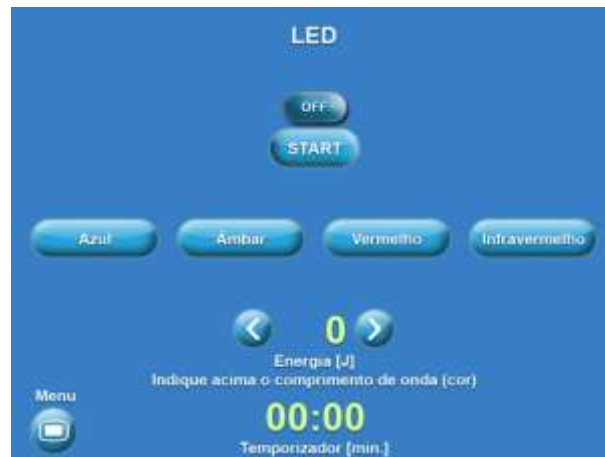 LED
OFF
START
Azul Âmbar Vermelho Infravermelho
0
Energia [J]
Indique acima o comprimento de onda (cor)
Menu
00:00
Temporizador [min.]